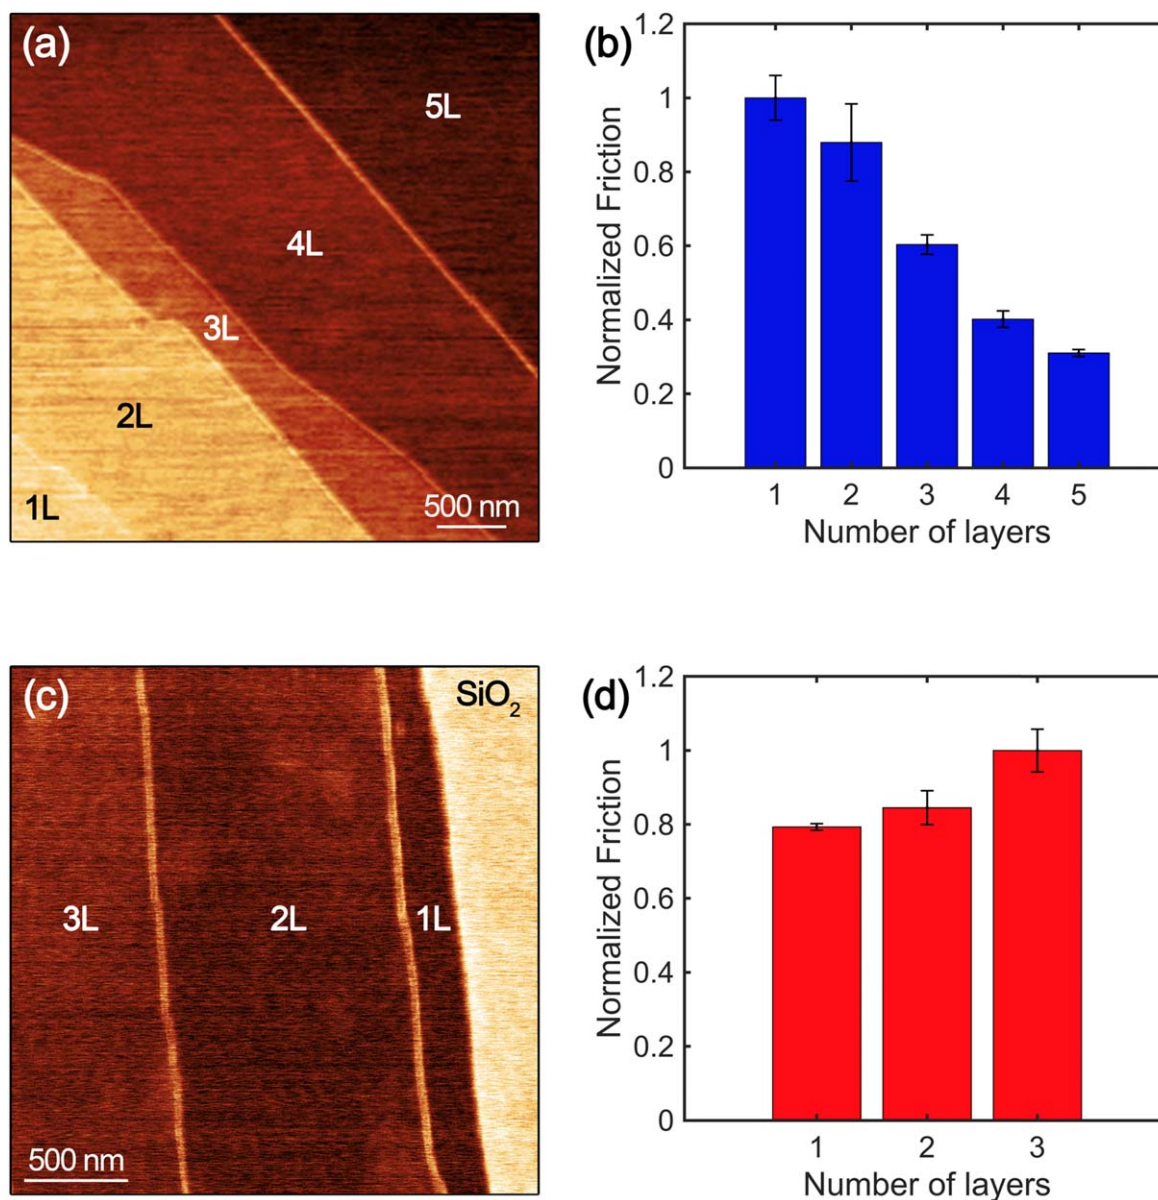 (a)
5L
4L
3L
2L
1L
500 nm
(b)
1.2
1
0.8
0.6
0.4
0.2
0
Normalized Friction
1 2 3 4 5
Number of layers
(c)
SiO₂
3L
2L
1L
500 nm
(d)
1.2
1
0.8
0.6
0.4
0.2
0
Normalized Friction
1 2 3
Number of layers